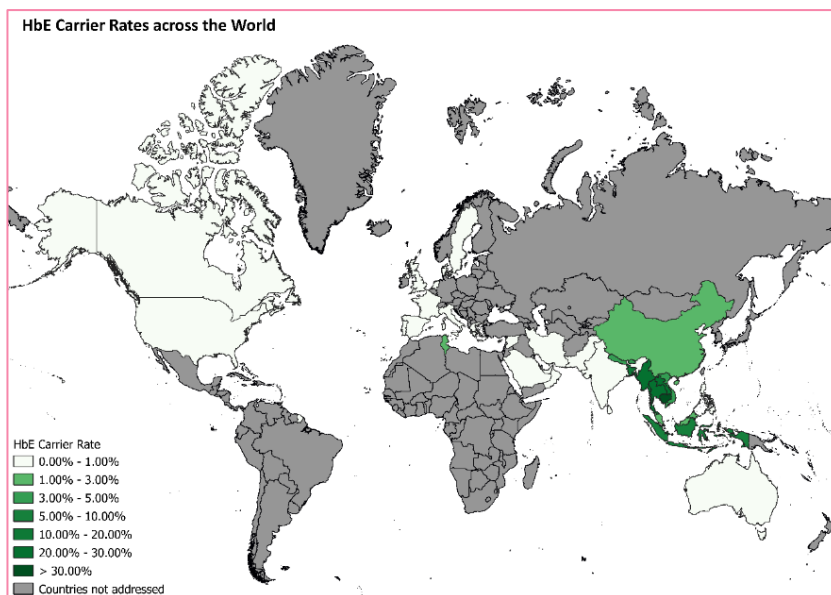 HbE Carrier Rates across the World
HbE Carrier Rate
0.00% - 1.00%
1.00% - 3.00%
3.00% - 5.00%
5.00% - 10.00%
10.00% - 20.00%
20.00% - 30.00%
> 30.00%
Countries not addressed